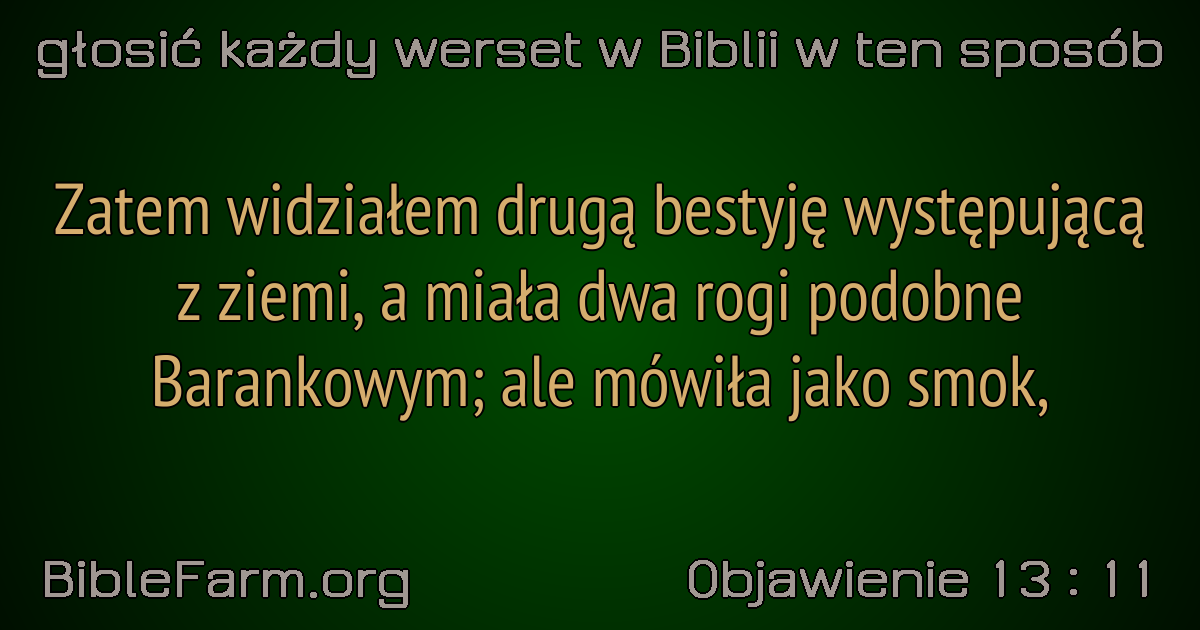 głosić każdy werset w Biblii w ten sposób
Zatem widziałem drugą bestyję występującą
z ziemi, a miała dwa rogi podobne
Barankowym; ale mówiła jako smok,
BibleFarm.org
Objawienie 13 : 11